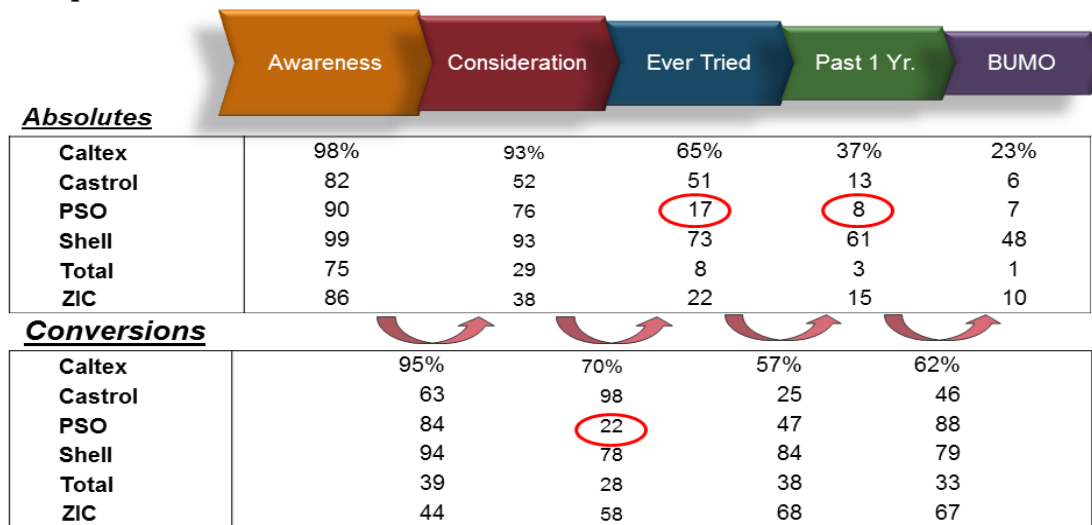 Awareness Consideration Ever Tried Past 1 Yr. BUMO
Absolutes
Caltex 98% 93% 65% 37% 23%
Castrol 82 52 51 13 6
PSO 90 76 17 8 7
Shell 99 93 73 61 48
Total 75 29 8 3 1
ZIC 86 38 22 15 10
Conversions
Caltex 95% 70% 57% 62%
Castrol 63 98 25 46
PSO 84 22 47 88
Shell 94 78 84 79
Total 39 28 38 33
ZIC 44 58 68 67